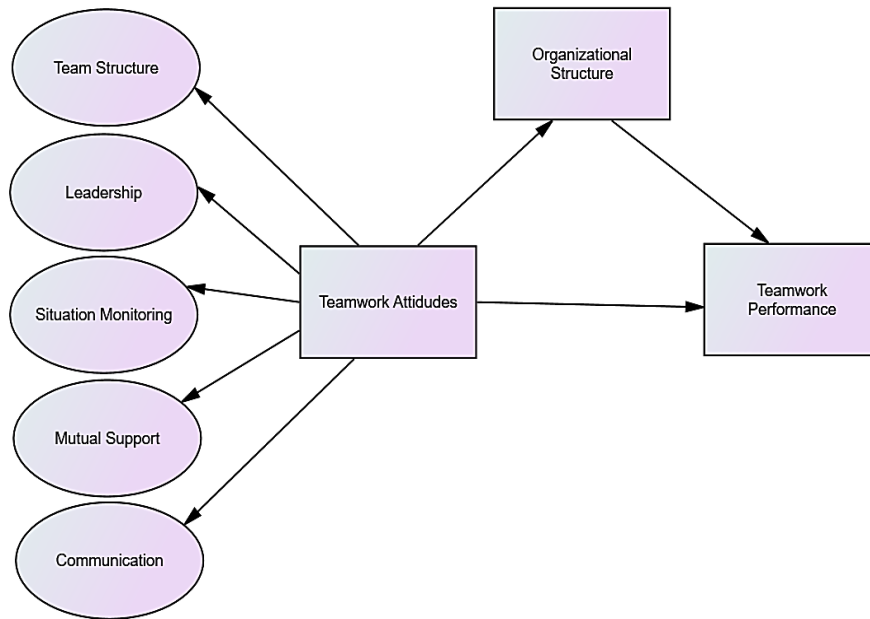 Team Structure
Organizational
Structure
Leadership
Teamwork Attidudes
Teamwork
Performance
Situation Monitoring
Mutual Support
Communication